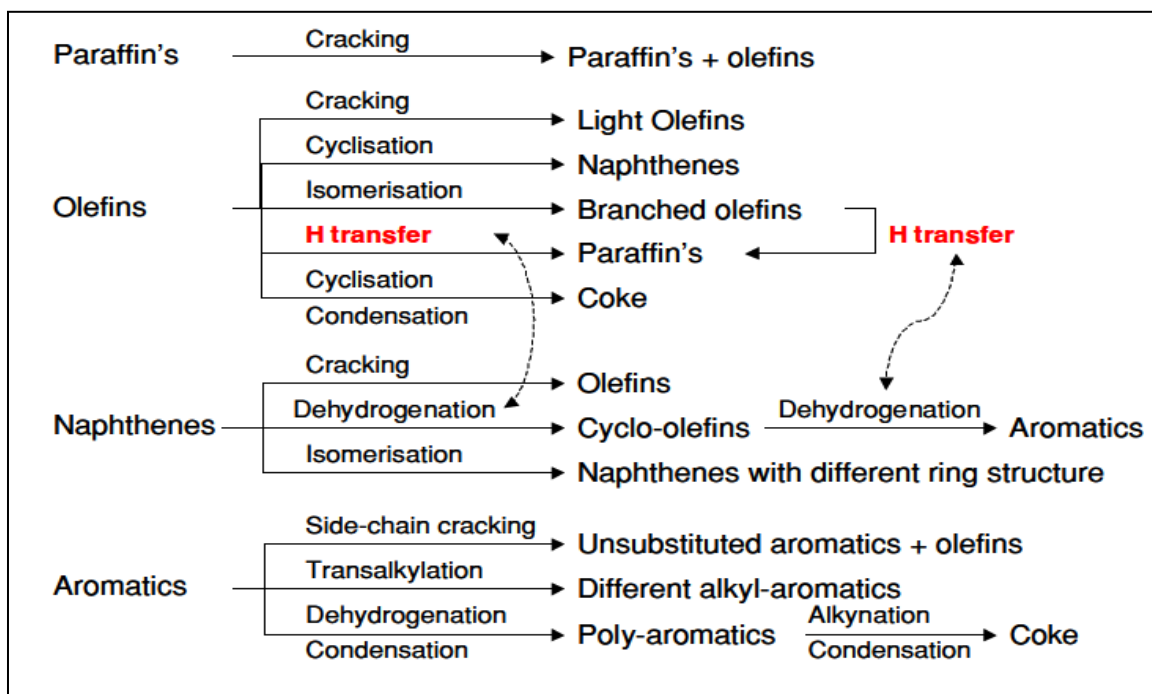 Cracking
Paraffin's Paraffin's + olefins
Cracking
Light Olefins
Cyclisation
Naphthenes
Isomerisation
Olefins Branched olefins
H transfer H transfer
Paraffin's
Cyclisation
Coke
Condensation
Cracking
Olefins
Dehydrogenation Dehydrogenation
Naphthenes Cyclo-olefins Aromatics
Isomerisation
Naphthenes with different ring structure
Side-chain cracking
Unsubstituted aromatics + olefins
Transalkylation
Aromatics Different alkyl-aromatics
Dehydrogenation Alkynation
Poly-aromatics Coke
Condensation Condensation